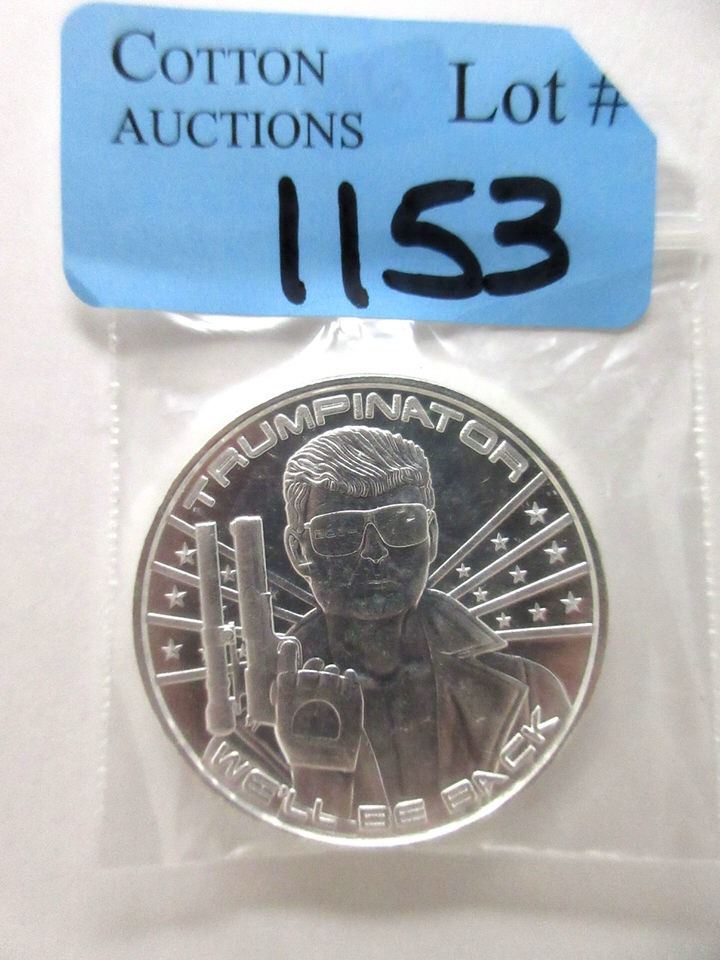 COTTON
AUCTIONS
Lot #
1153
TRUMPINATOR
WE'LL BE BACK